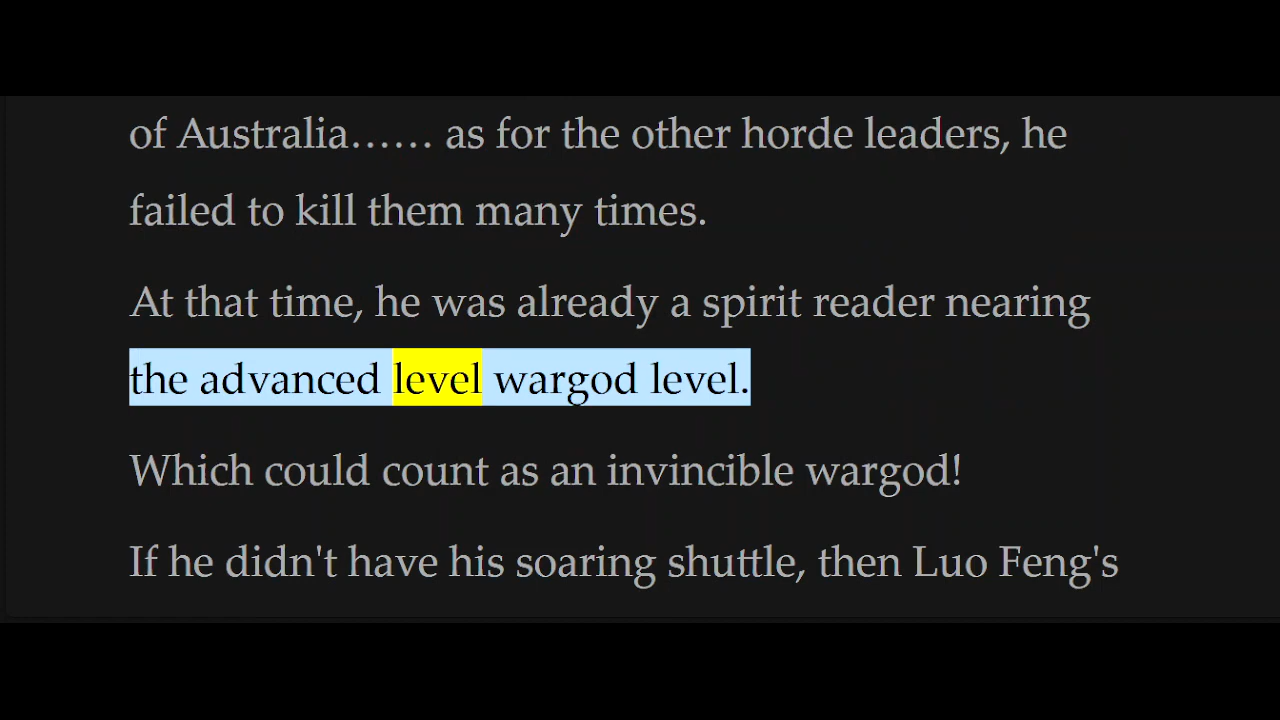 of Australia…… as for the other horde leaders, he
failed to kill them many times.
At that time, he was already a spirit reader nearing
the advanced level wargod level.
Which could count as an invincible wargod!
If he didn't have his soaring shuttle, then Luo Feng's